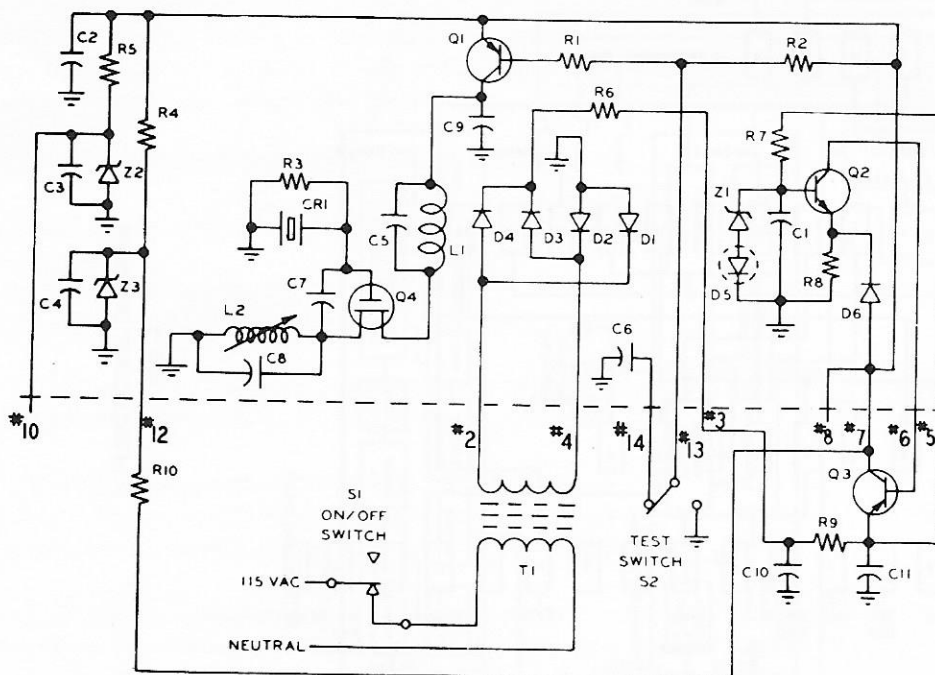 C2
R5
R4
Q1
R1
R2
C9
R6
R7
Q2
C3
Z2
R3
CR1
C5
L1
D4
D3
D2
D1
Z1
C1
D5
R8
D6
C4
Z3
C7
Q4
L2
C8
C6
#10
#12
#2
#4
#14
#13
#3
#8
#7
#6
#5
R10
S1
ON/OFF
SWITCH
115 VAC
NEUTRAL
T1
TEST
SWITCH
S2
Q3
R9
C10
C11